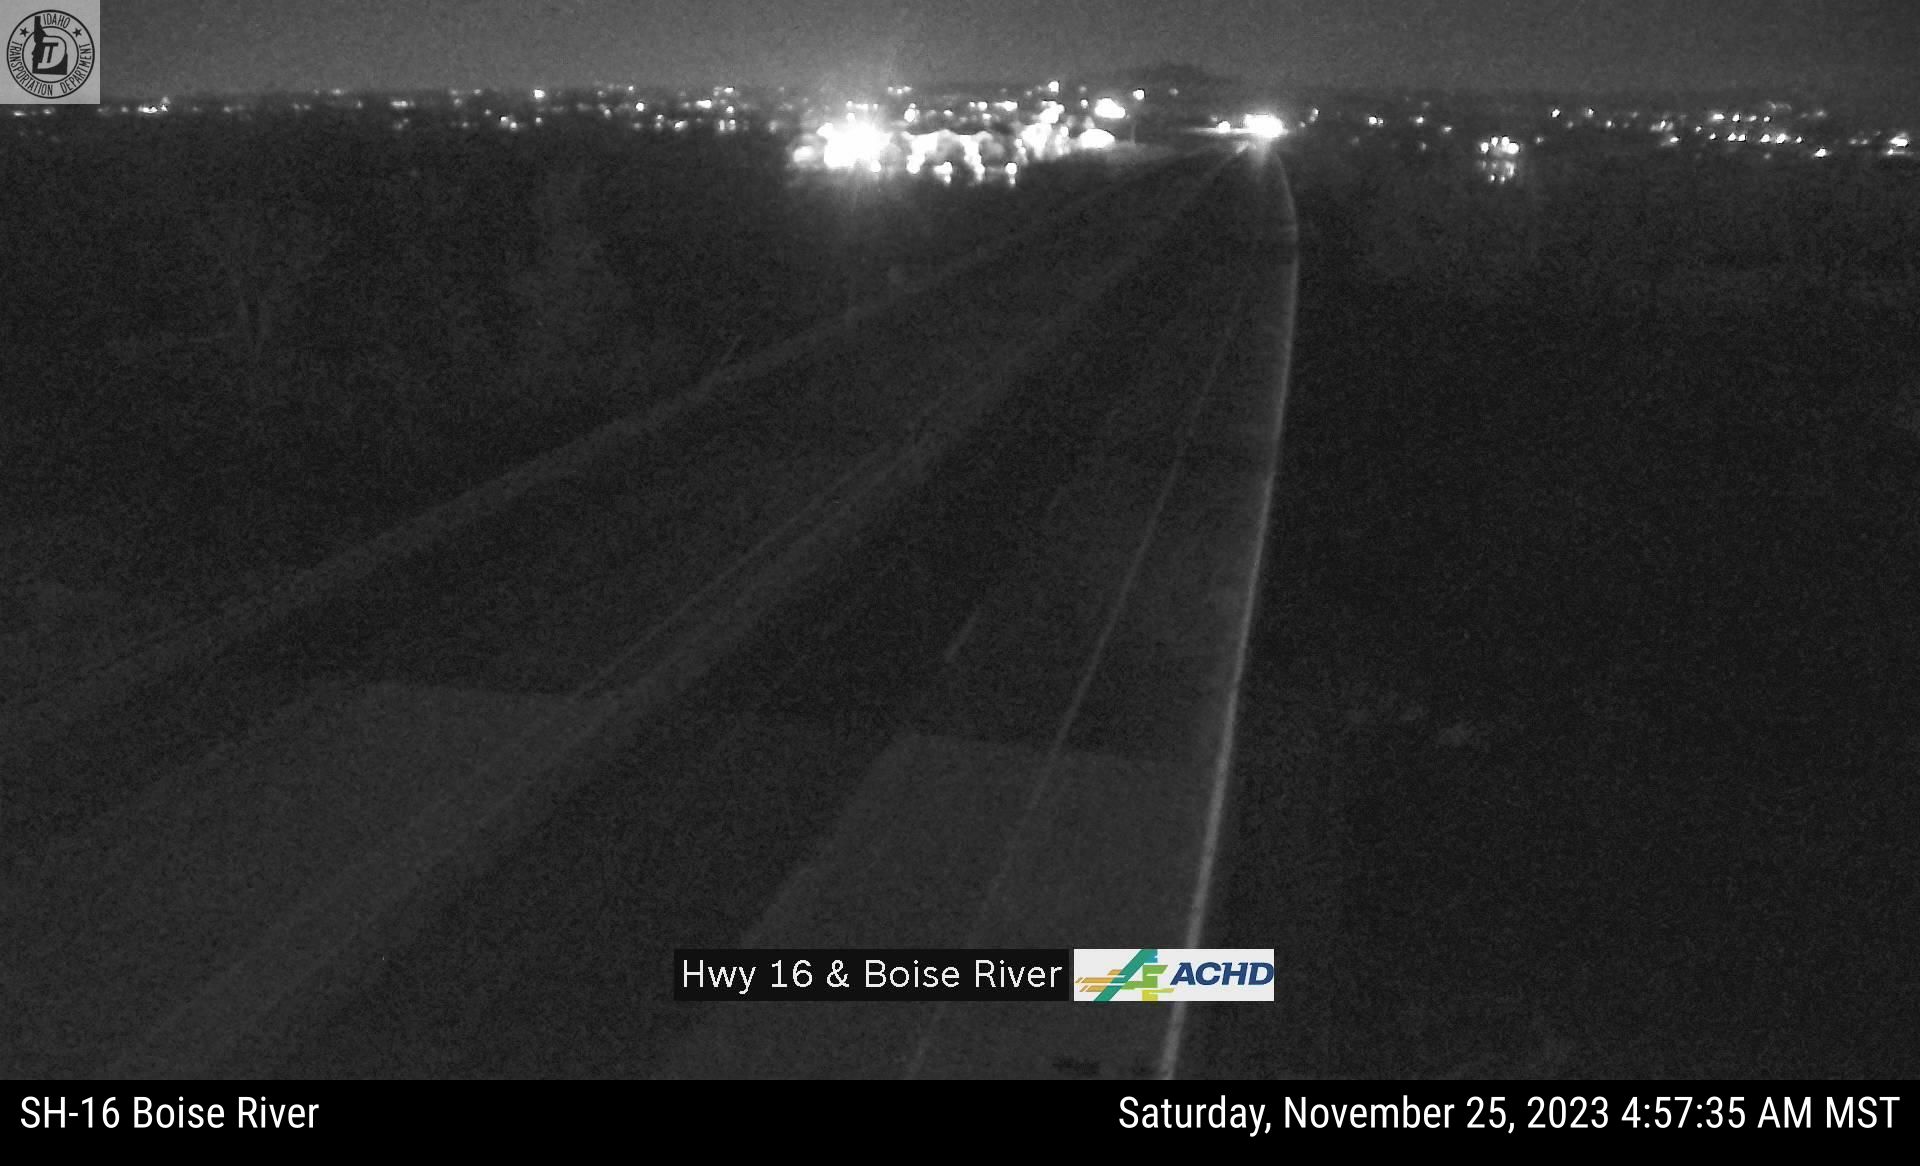 IDAHO
TRANSPORTATION DEPARTMENT
T
Hwy 16 & Boise River
ACHD
SH-16 Boise River
Saturday, November 25, 2023 4:57:35 AM MST